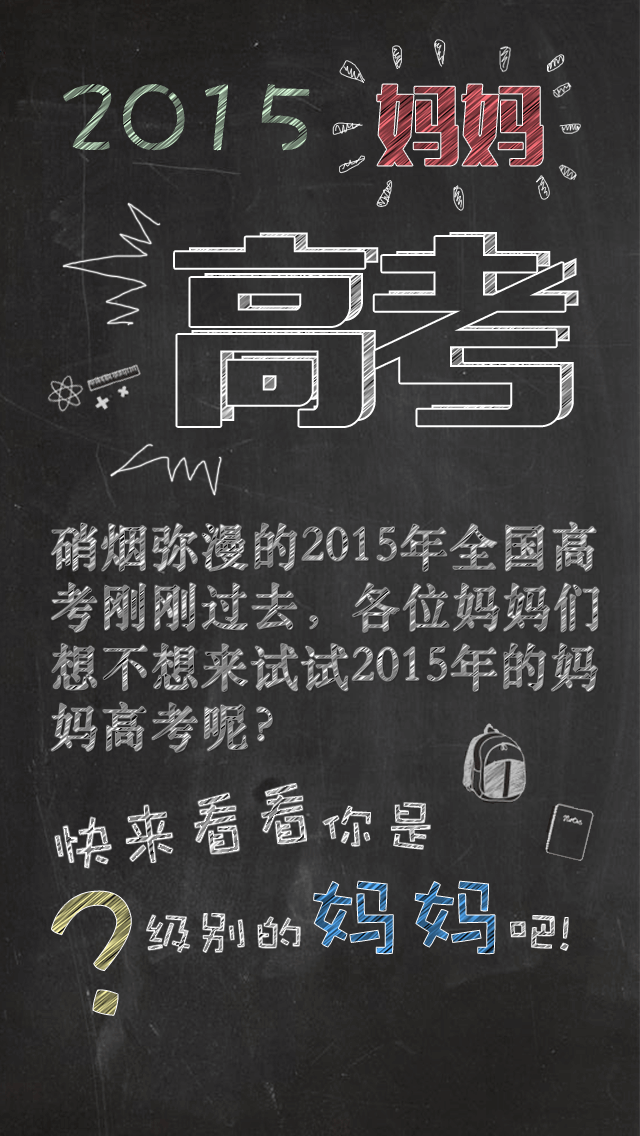 2015 妈妈
高考
硝烟弥漫的2015年全国高
考刚刚过去，各位妈妈们
想不想来试试2015年的妈
妈高考呢?
快来看看你是
?级别的妈妈吧!